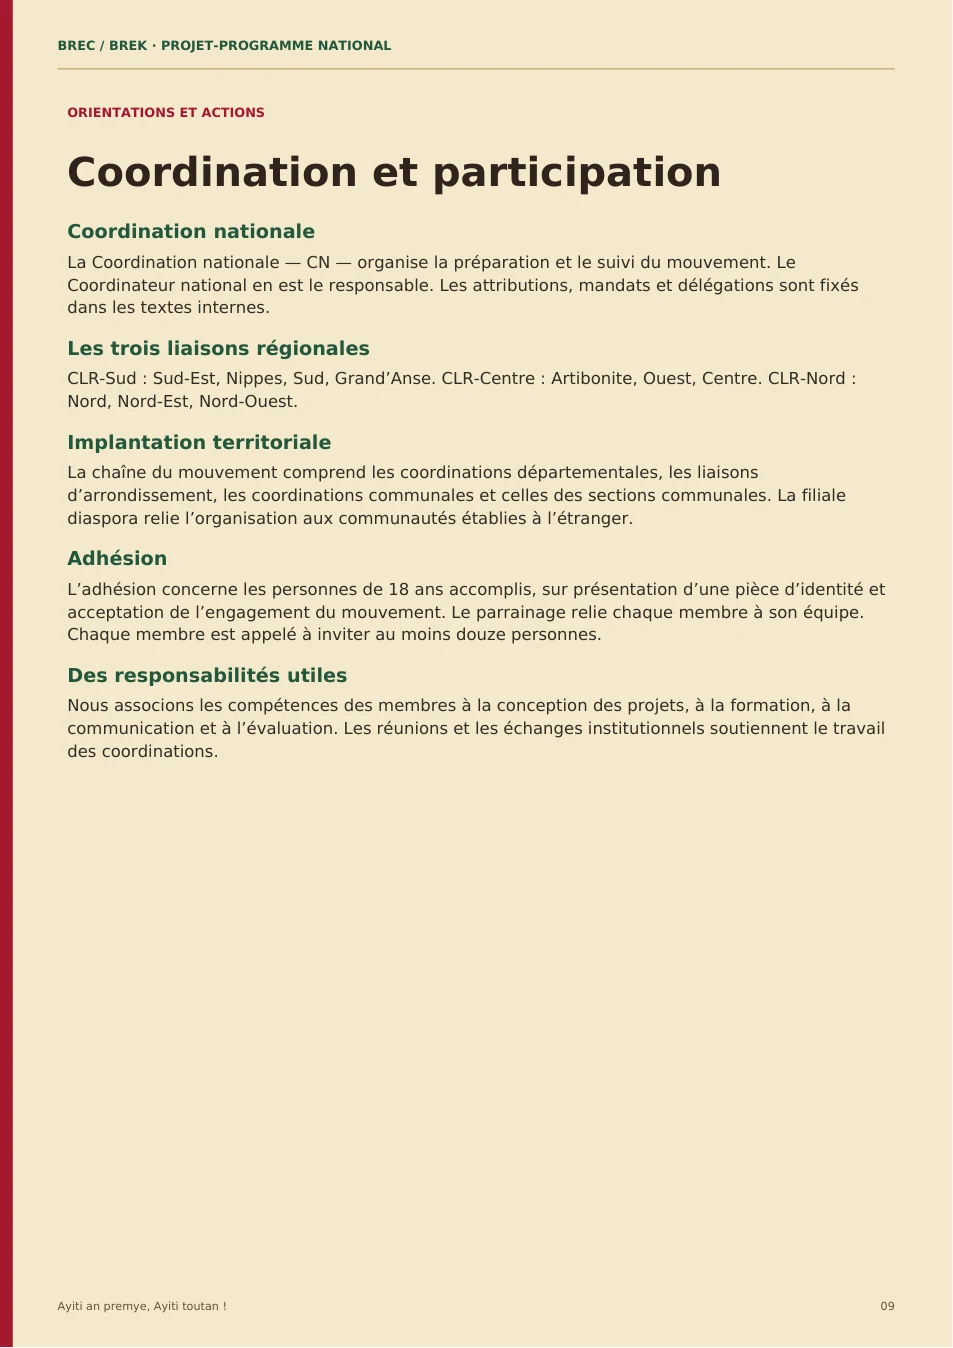 BREC / BREK · PROJET-PROGRAMME NATIONAL
ORIENTATIONS ET ACTIONS
Coordination et participation
Coordination nationale
La Coordination nationale — CN — organise la préparation et le suivi du mouvement. Le
Coordinateur national en est le responsable. Les attributions, mandats et délégations sont fixés
dans les textes internes.
Les trois liaisons régionales
CLR-Sud : Sud-Est, Nippes, Sud, Grand’Anse. CLR-Centre : Artibonite, Ouest, Centre. CLR-Nord :
Nord, Nord-Est, Nord-Ouest.
Implantation territoriale
La chaîne du mouvement comprend les coordinations départementales, les liaisons
d’arrondissement, les coordinations communales et celles des sections communales. La filiale
diaspora relie l’organisation aux communautés établies à l’étranger.
Adhésion
L’adhésion concerne les personnes de 18 ans accomplis, sur présentation d’une pièce d’identité et
acceptation de l’engagement du mouvement. Le parrainage relie chaque membre à son équipe.
Chaque membre est appelé à inviter au moins douze personnes.
Des responsabilités utiles
Nous associons les compétences des membres à la conception des projets, à la formation, à la
communication et à l’évaluation. Les réunions et les échanges institutionnels soutiennent le travail
des coordinations.
Ayiti an premye, Ayiti toutan !
09